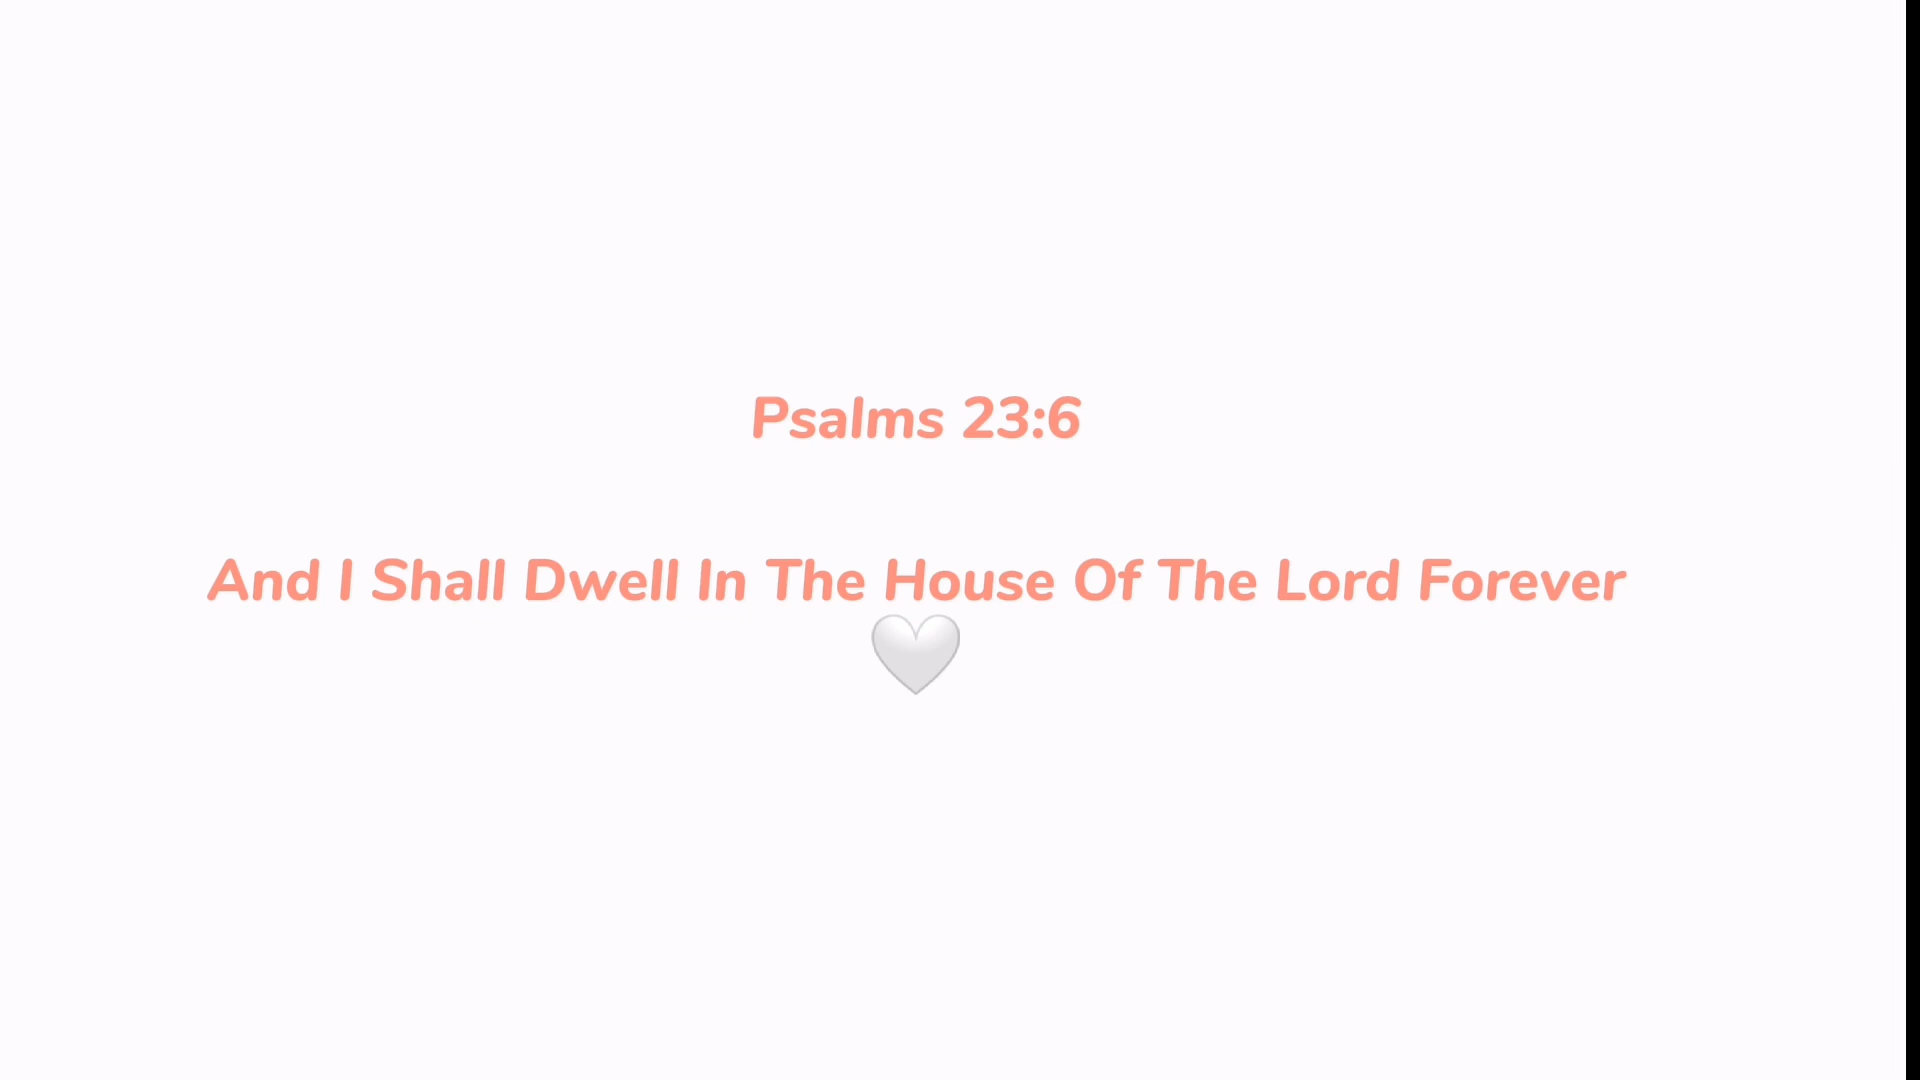 Psalms 23:6
And I Shall Dwell In The House Of The Lord Forever
🤍